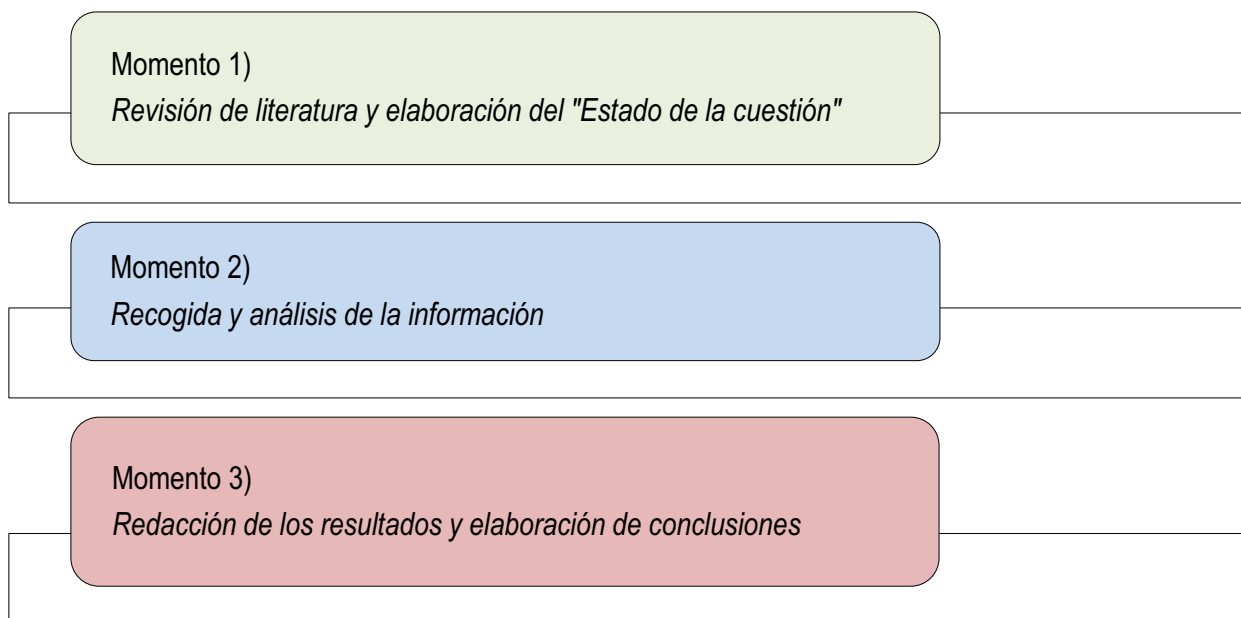 Momento 1)
Revisión de literatura y elaboración del "Estado de la cuestión"
Momento 2)
Recogida y análisis de la información
Momento 3)
Redacción de los resultados y elaboración de conclusiones